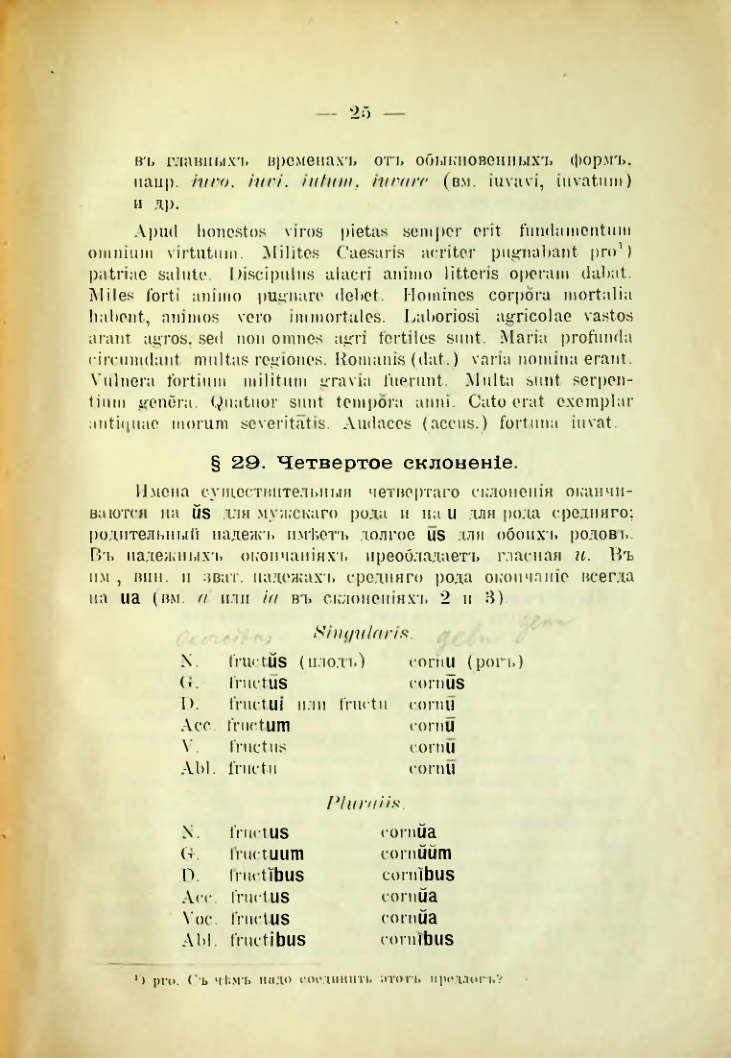 — 25 —
въ главныхъ временахъ отъ обыкновенныхъ формъ,
напр. iuvo, iuvi, iutum, iuvare (вм. iuvavi, iuvatum)
и др.
Apud honestos viros pietas semper erit fundamentum
omnium virtutum. Milites Caesaris acriter pugnabant pro¹)
patriae salute. Discipulus alacri animo litteris operam dabat.
Miles forti animo pugnare debet. Homines corpŏra mortalia
habent, animos vero immortales. Laboriosi agricolae vastos
arant agros, sed non omnes agri fertiles sunt. Maria profunda
circumdant multas regiones. Romanis (dat.) varia nomina erant.
Vulnera fortium militum gravia fuerunt. Multa sunt serpen-
tium genĕra. Quatuor sunt tempŏra anni. Cato erat exemplar
antiquae morum severitātis. Audaces (accus.) fortuna iuvat.
§ 29. Четвертое склоненіе.
Имена существительныя четвертаго склоненія оканчи-
ваются на ŭs для мужскаго рода и на u для рода средняго;
родительный падежъ имѣетъ долгое ūs для обоихъ родовъ.
Въ падежныхъ окончаніяхъ преобладаетъ гласная u. Въ
им , вин. и зват. падежахъ средняго рода окончаніе всегда
на ua (вм. a или ia въ склоненіяхъ 2 и 3)
Singularis.
N. fructŭs (плодъ) cornu (рогъ)
G. fructūs cornūs
D. fructui или fructu cornū
Acc. fructum cornū
V. fructus cornū
Abl. fructu cornū
Pluralis.
N. fructus cornŭa
G. fructuum cornŭŭm
D. fructĭbus cornĭbus
Acc. fructus cornŭa
Voc. fructus cornŭa
Abl. fructibus cornĭbus
¹) pro. Съ чѣмъ надо соединить этотъ предлогъ?